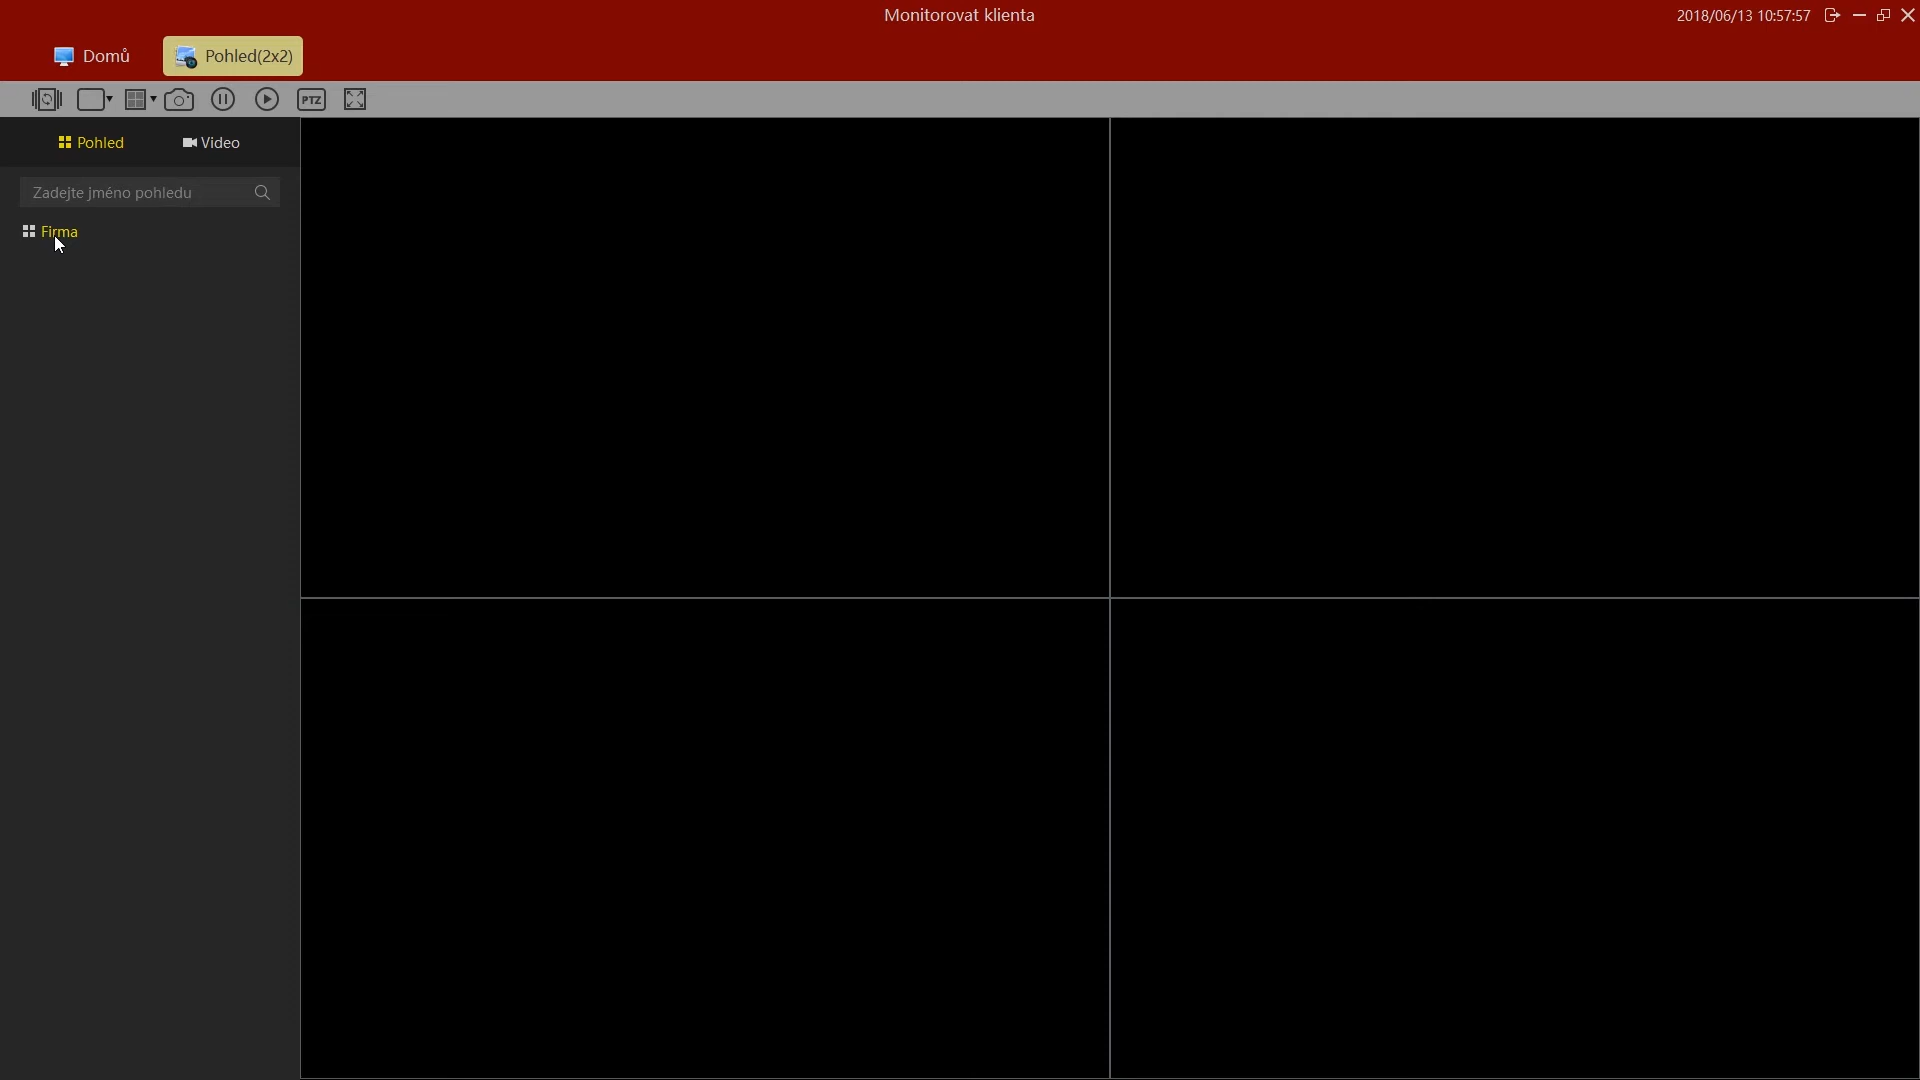 Monitorovat klienta
2018/06/13 10:57:57
Domů
Pohled(2x2)
PTZ
Pohled
Video
Zadejte jméno pohledu
Firma